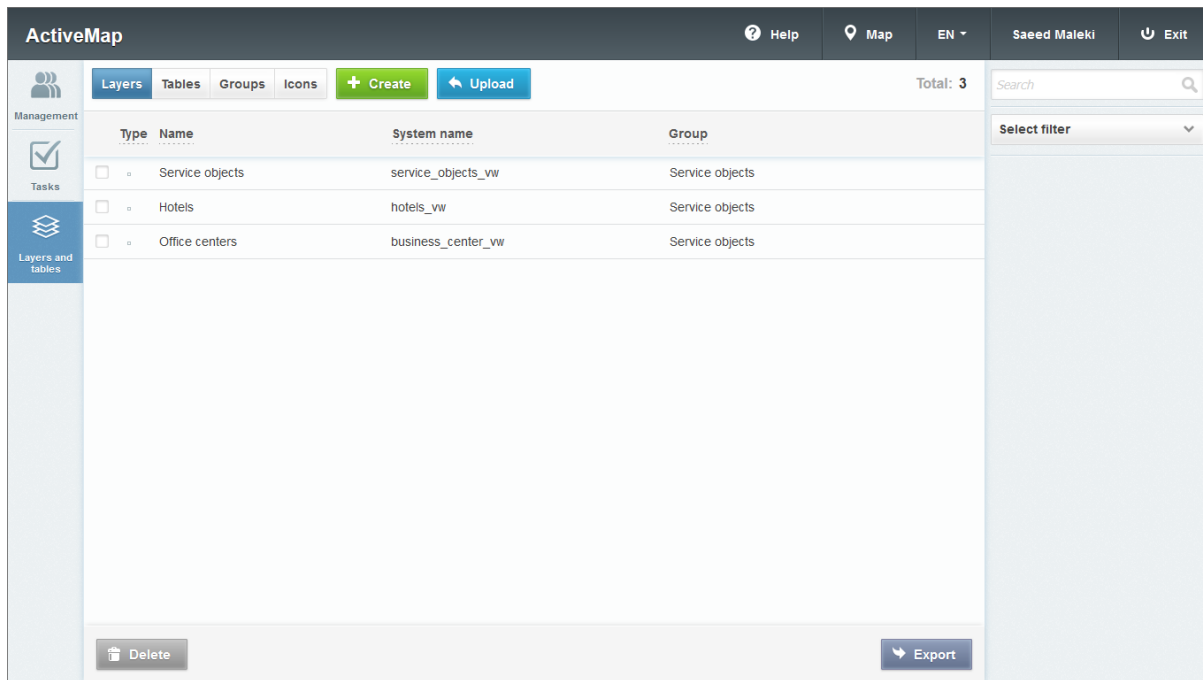 ActiveMap Help Map EN Saeed Maleki Exit
Management
Tasks
Layers and
tables
Layers Tables Groups Icons Create Upload Total: 3
Type Name System name Group
Service objects service_objects_vw Service objects
Hotels hotels_vw Service objects
Office centers business_center_vw Service objects
Delete Export
Search
Select filter